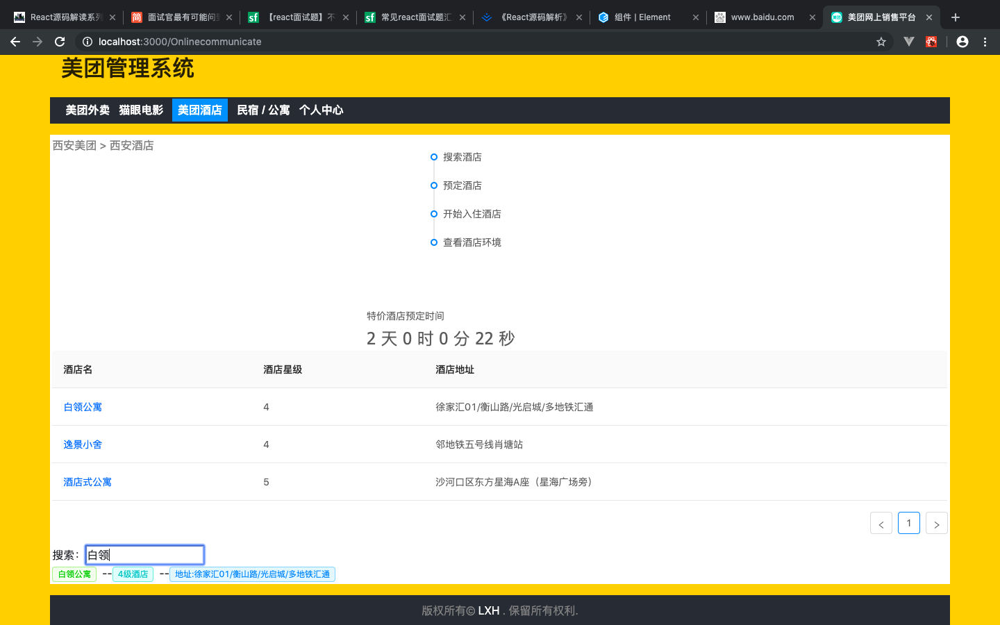 React源码解读系列
面试官最有可能问到
【react面试题】不
常见react面试题汇
《React源码解析》
组件 | Element
www.baidu.com
美团网上销售平台
localhost:3000/Onlinecommunicate
美团管理系统
美团外卖 猫眼电影 美团酒店 民宿 / 公寓 个人中心
西安美团 > 西安酒店
搜索酒店
预定酒店
开始入住酒店
查看酒店环境
特价酒店预定时间
2 天 0 时 0 分 22 秒
酒店名 酒店星级 酒店地址
白领公寓 4 徐家汇01/衡山路/光启城/多地铁汇通
逸景小舍 4 邻地铁五号线肖塘站
酒店式公寓 5 沙河口区东方星海A座（星海广场旁）
< 1 >
搜索：白领
白领公寓 --4级酒店 --地址:徐家汇01/衡山路/光启城/多地铁汇通
版权所有© LXH . 保留所有权利.